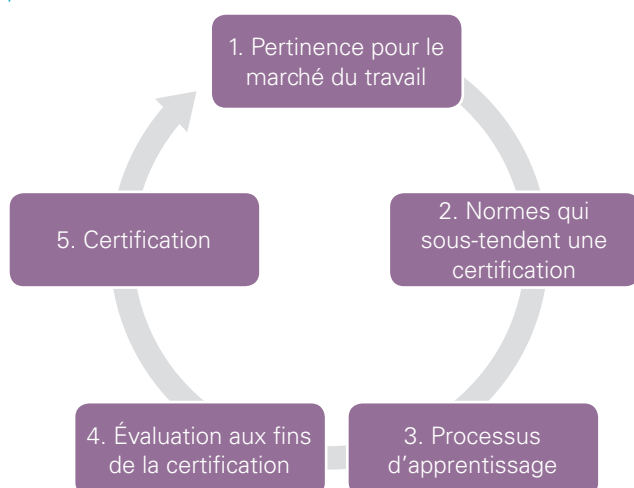 1. Pertinence pour le
marché du travail
2. Normes qui
sous-tendent une
certification
3. Processus
d'apprentissage
4. Évaluation aux fins
de la certification
5. Certification